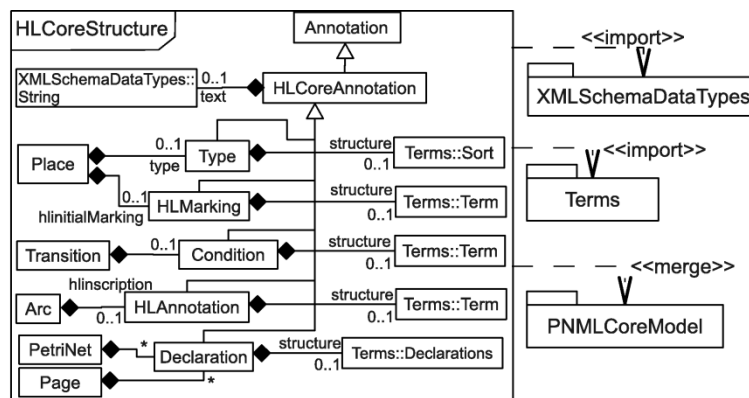 HLCoreStructure
Annotation
<<import>>
XMLSchemaDataTypes::
String
0..1
text
HLCoreAnnotation
XMLSchemaDataTypes
Place
0..1
type
Type
structure
0..1
Terms::Sort
<<import>>
0..1
hlinitialMarking
HLMarking
structure
0..1
Terms::Term
Terms
Transition
0..1
Condition
structure
0..1
Terms::Term
<<merge>>
Arc
hlinscription
0..1
HLAnnotation
structure
0..1
Terms::Term
PNMLCoreModel
PetriNet
*
Declaration
structure
0..1
Terms::Declarations
Page
*